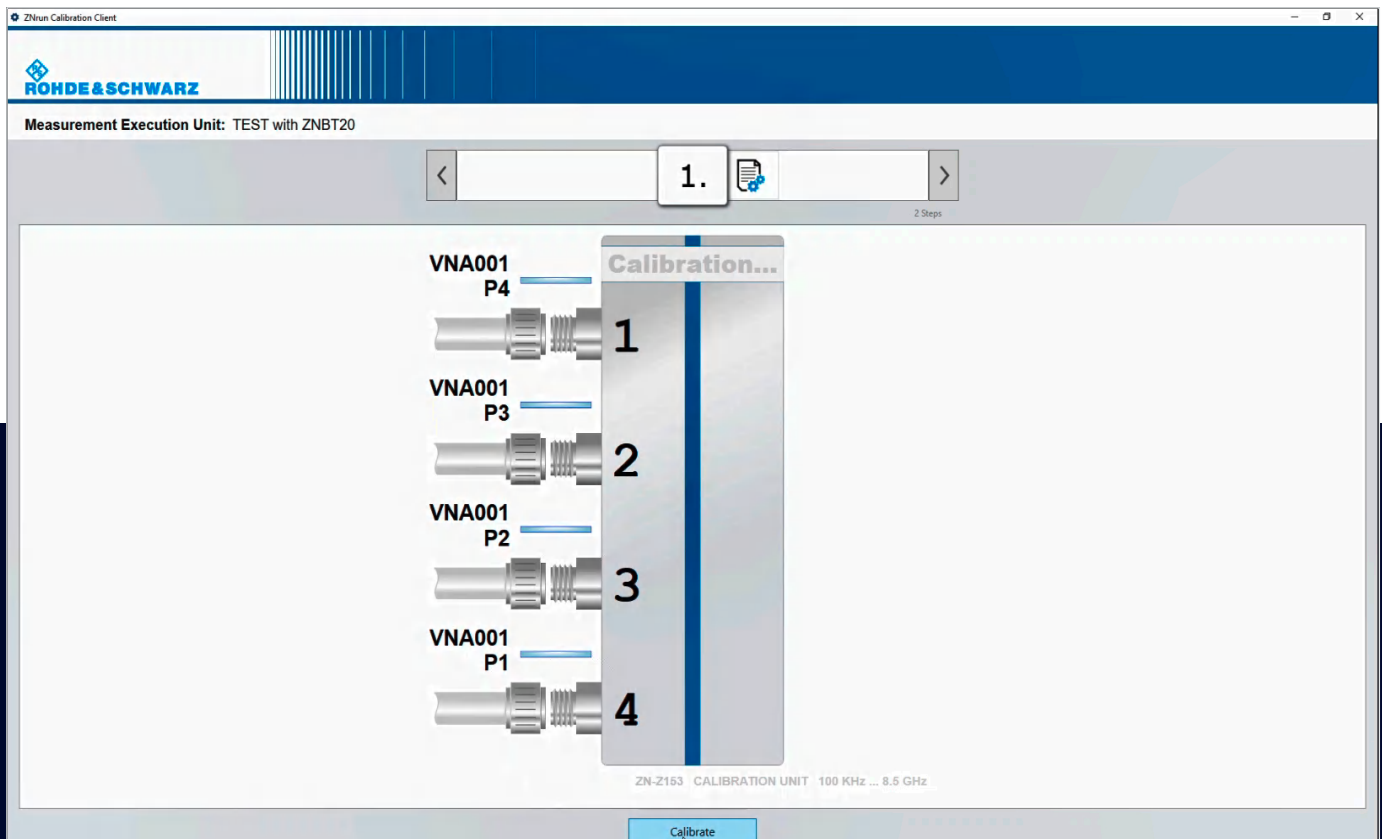 ZNrun Calibration Client
ROHDE&SCHWARZ
Measurement Execution Unit: TEST with ZNBT20
1.
2 Steps
Calibration...
VNA001
P4
1
VNA001
P3
2
VNA001
P2
3
VNA001
P1
4
ZN-Z153 CALIBRATION UNIT 100 KHz ... 8.5 GHz
Calibrate